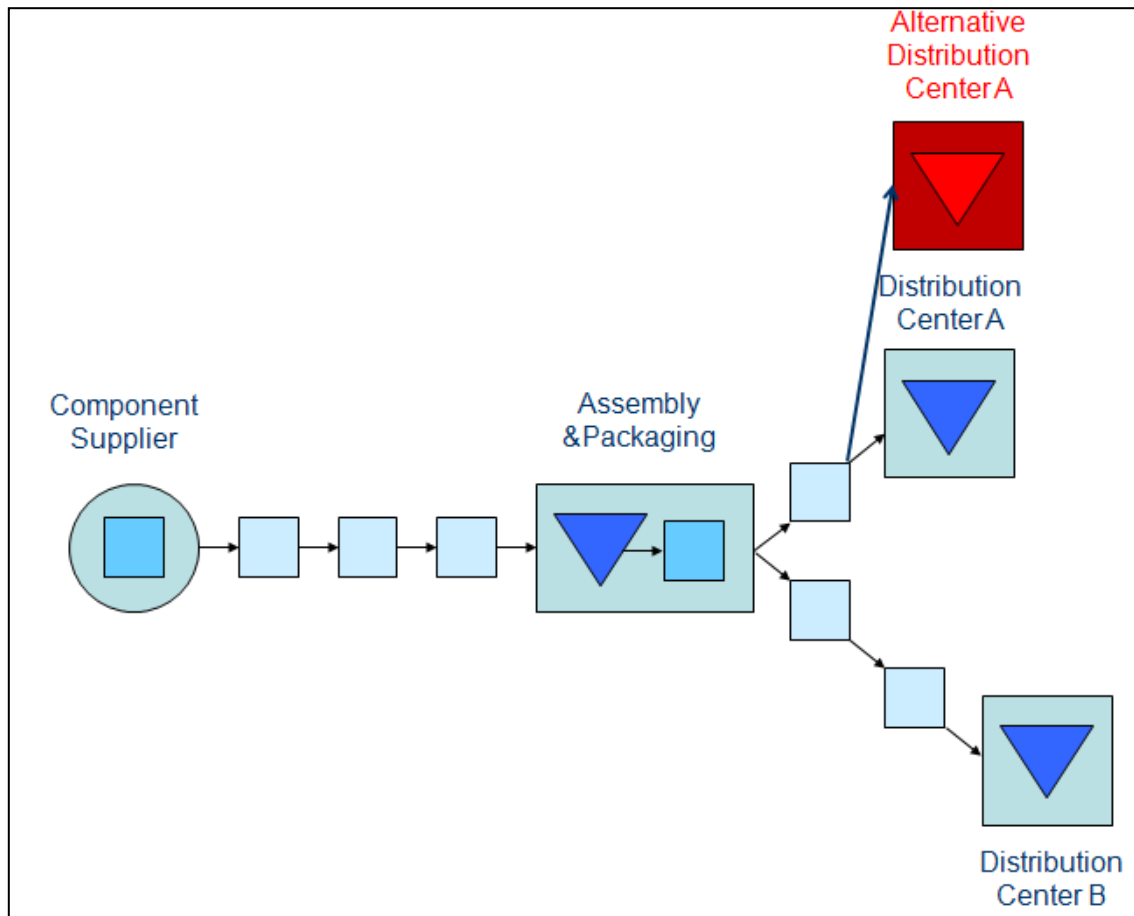 Alternative
Distribution
Center A
Distribution
Center A
Component
Supplier
Assembly
&Packaging
Distribution
Center B